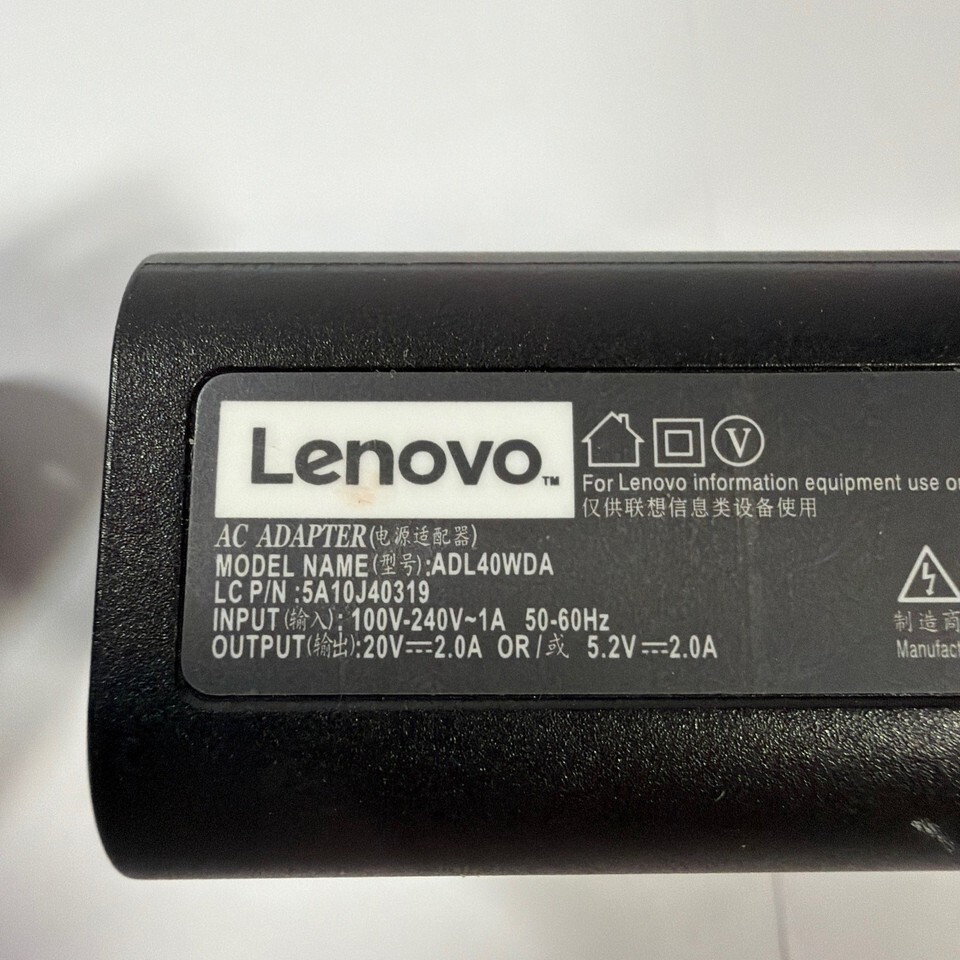 Lenovo™
V
For Lenovo information equipment use
仅供联想信息类设备使用
AC ADAPTER(电源适配器)
MODEL NAME(型号):ADL40WDA
LC P/N :5A10J40319
INPUT(输入): 100V-240V~1A 50-60Hz
OUTPUT(输出):20V⎓2.0A OR/或 5.2V⎓2.0A
制造商